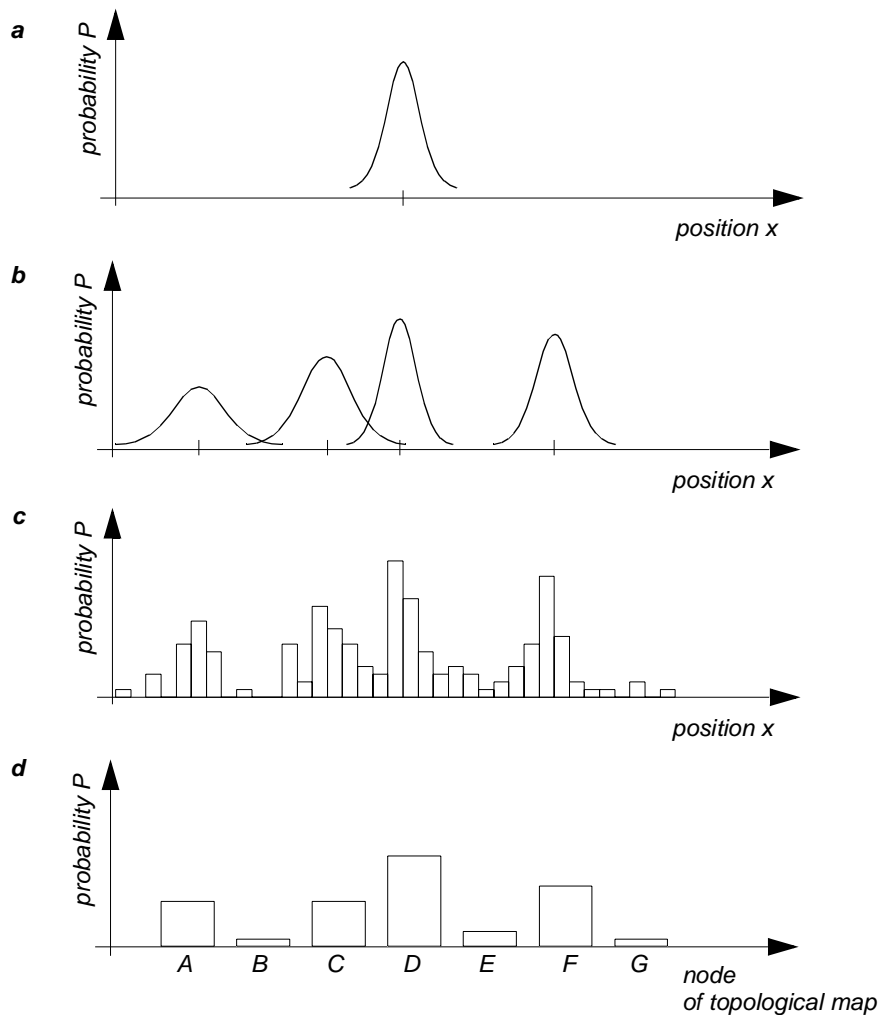 a
probability P
position x
b
probability P
position x
c
probability P
position x
d
probability P
A B C D E F G
node
of topological map